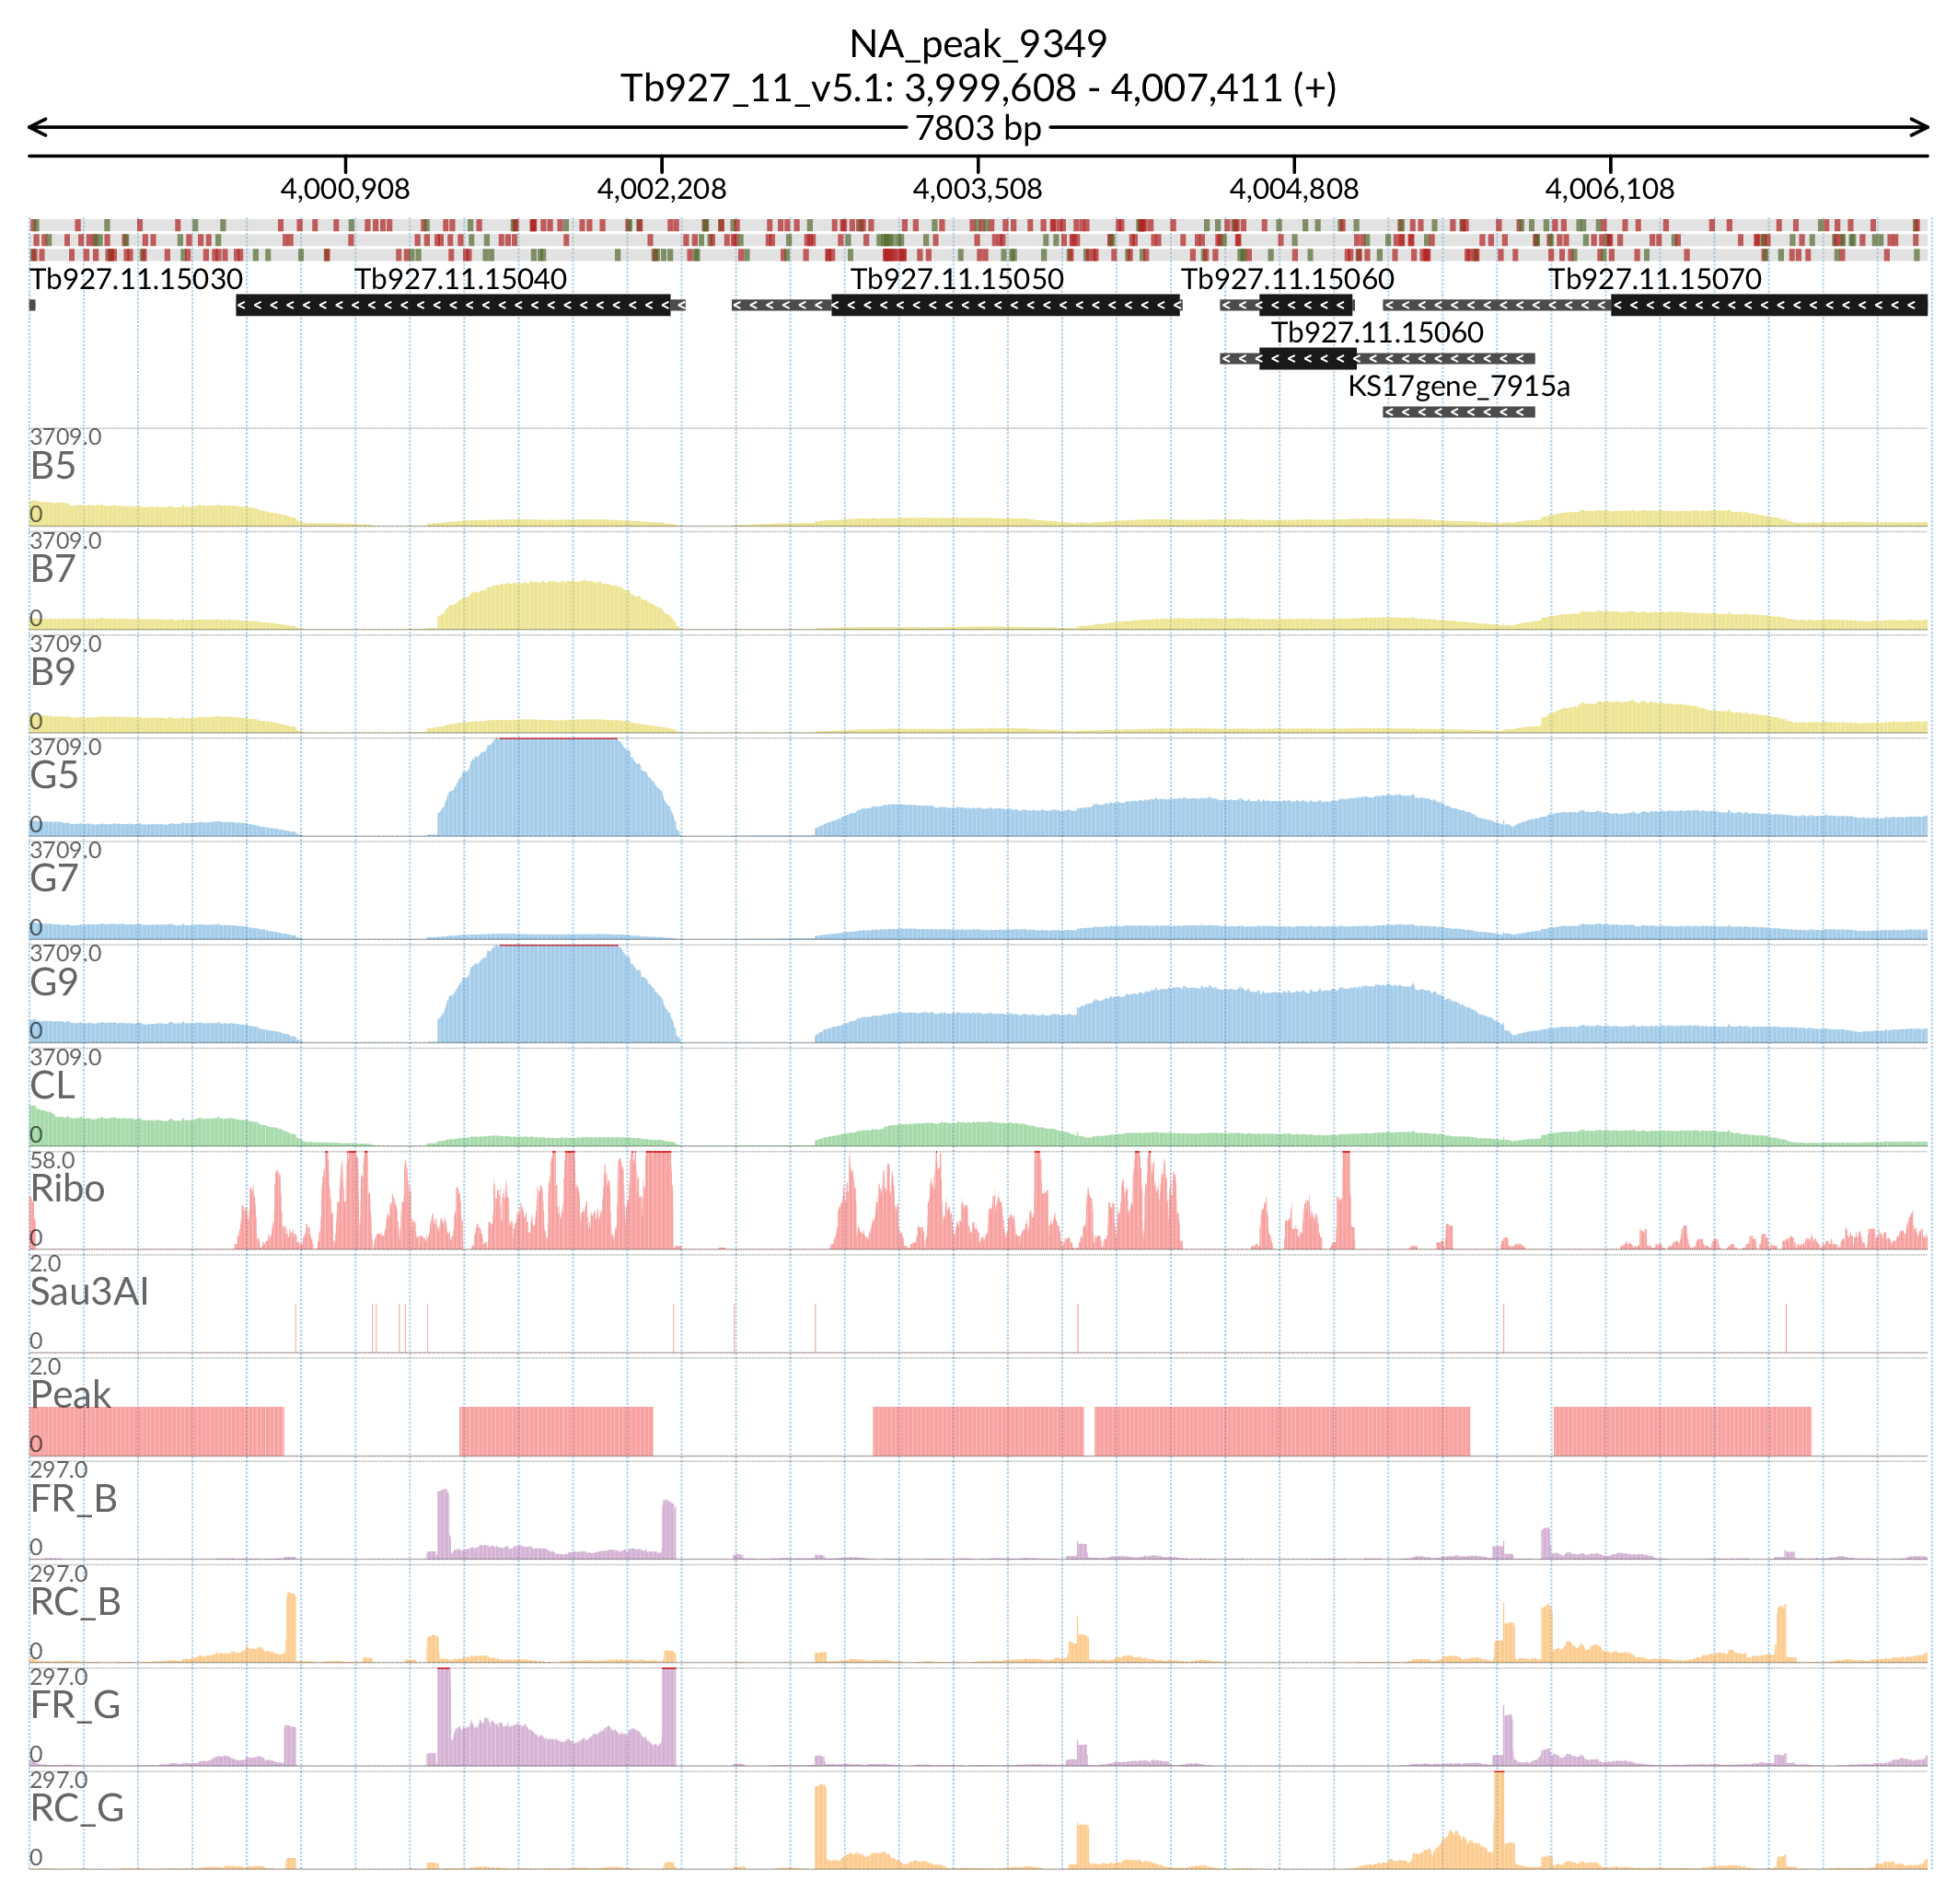 NA_peak_9349
Tb927_11_v5.1: 3,999,608 - 4,007,411 (+)
7803 bp
4,000,908 4,002,208 4,003,508 4,004,808 4,006,108
Tb927.11.15030 Tb927.11.15040 Tb927.11.15050 Tb927.11.15060 Tb927.11.15070
Tb927.11.15060
KS17gene_7915a
3709.0
B5
0
3709.0
B7
0
3709.0
B9
0
3709.0
G5
0
3709.0
G7
0
3709.0
G9
0
3709.0
CL
0
58.0
Ribo
0
2.0
Sau3AI
0
2.0
Peak
0
297.0
FR_B
0
297.0
RC_B
0
297.0
FR_G
0
297.0
RC_G
0